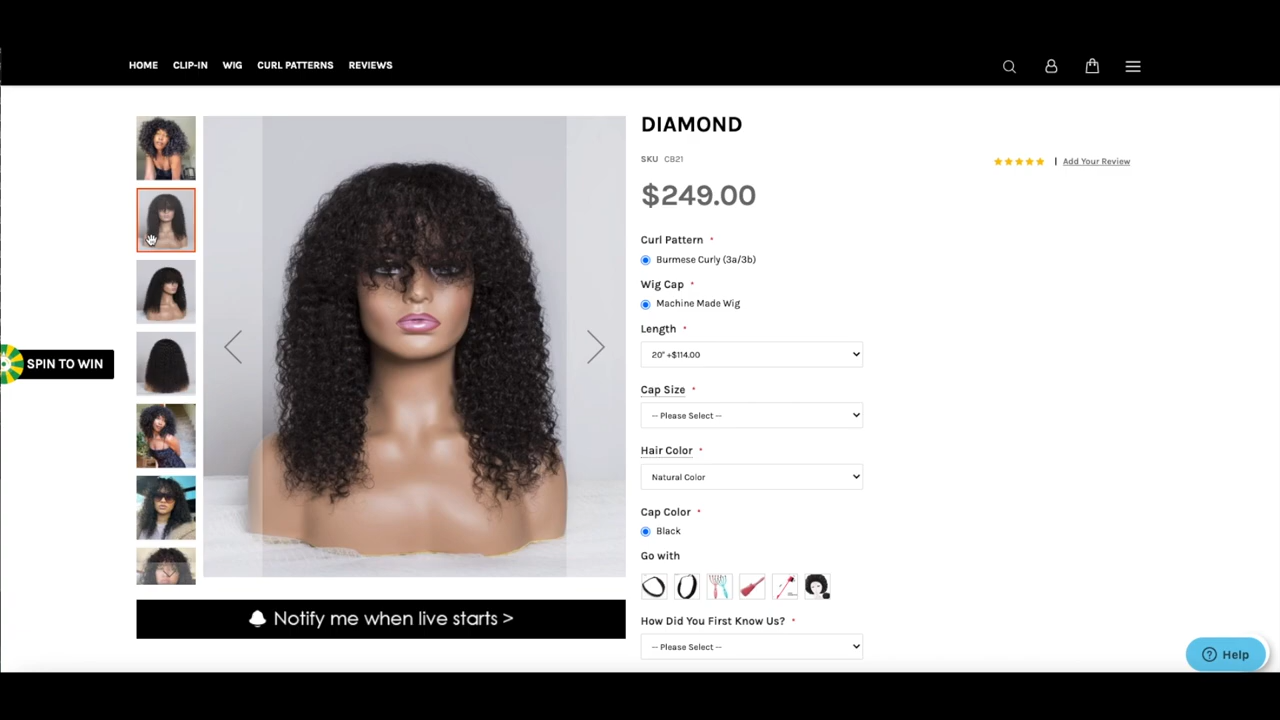 HOME CLIP-IN WIG CURL PATTERNS REVIEWS
DIAMOND
SKU CB21
Add Your Review
$249.00
Curl Pattern *
Burmese Curly (3a/3b)
Wig Cap *
Machine Made Wig
Length *
20" +$114.00
SPIN TO WIN
Cap Size *
-- Please Select --
Hair Color *
Natural Color
Cap Color *
Black
Go with
Notify me when live starts >
How Did You First Know Us? *
-- Please Select --
? Help